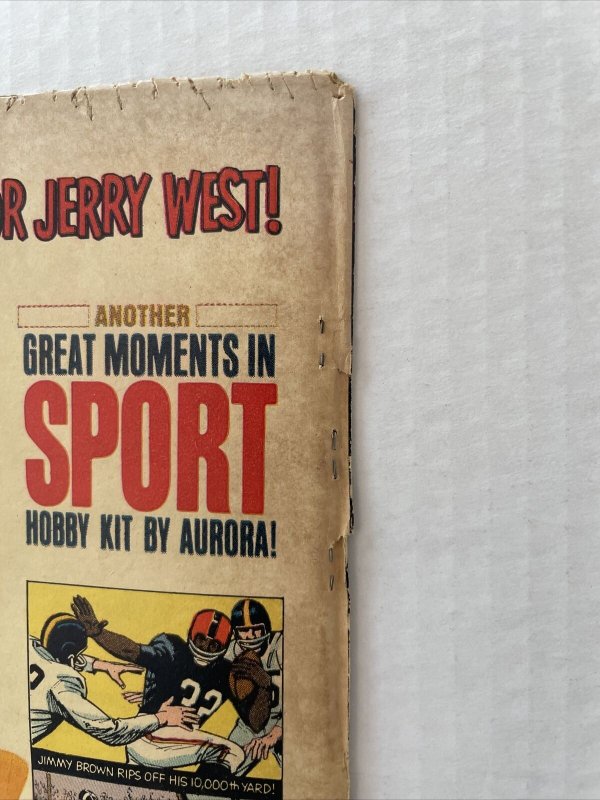 R JERRY WEST!
ANOTHER
GREAT MOMENTS IN
SPORT
HOBBY KIT BY AURORA!
32
JIMMY BROWN RIPS OFF HIS 10,000th YARD!